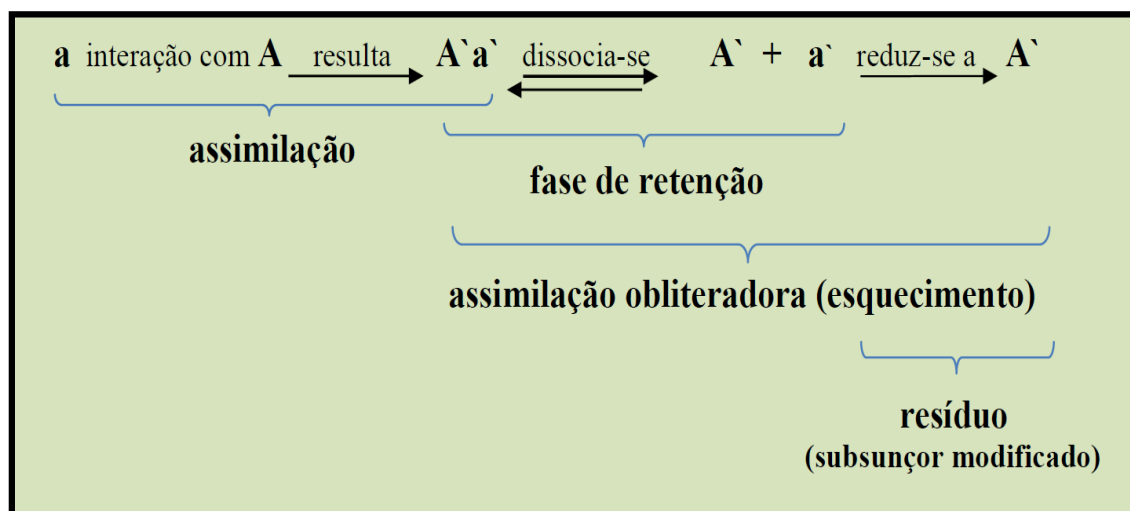 a interação com A resulta A`a` dissocia-se A` + a` reduz-se a A`
assimilação
fase de retenção
assimilação obliteradora (esquecimento)
resíduo
(subsunçor modificado)